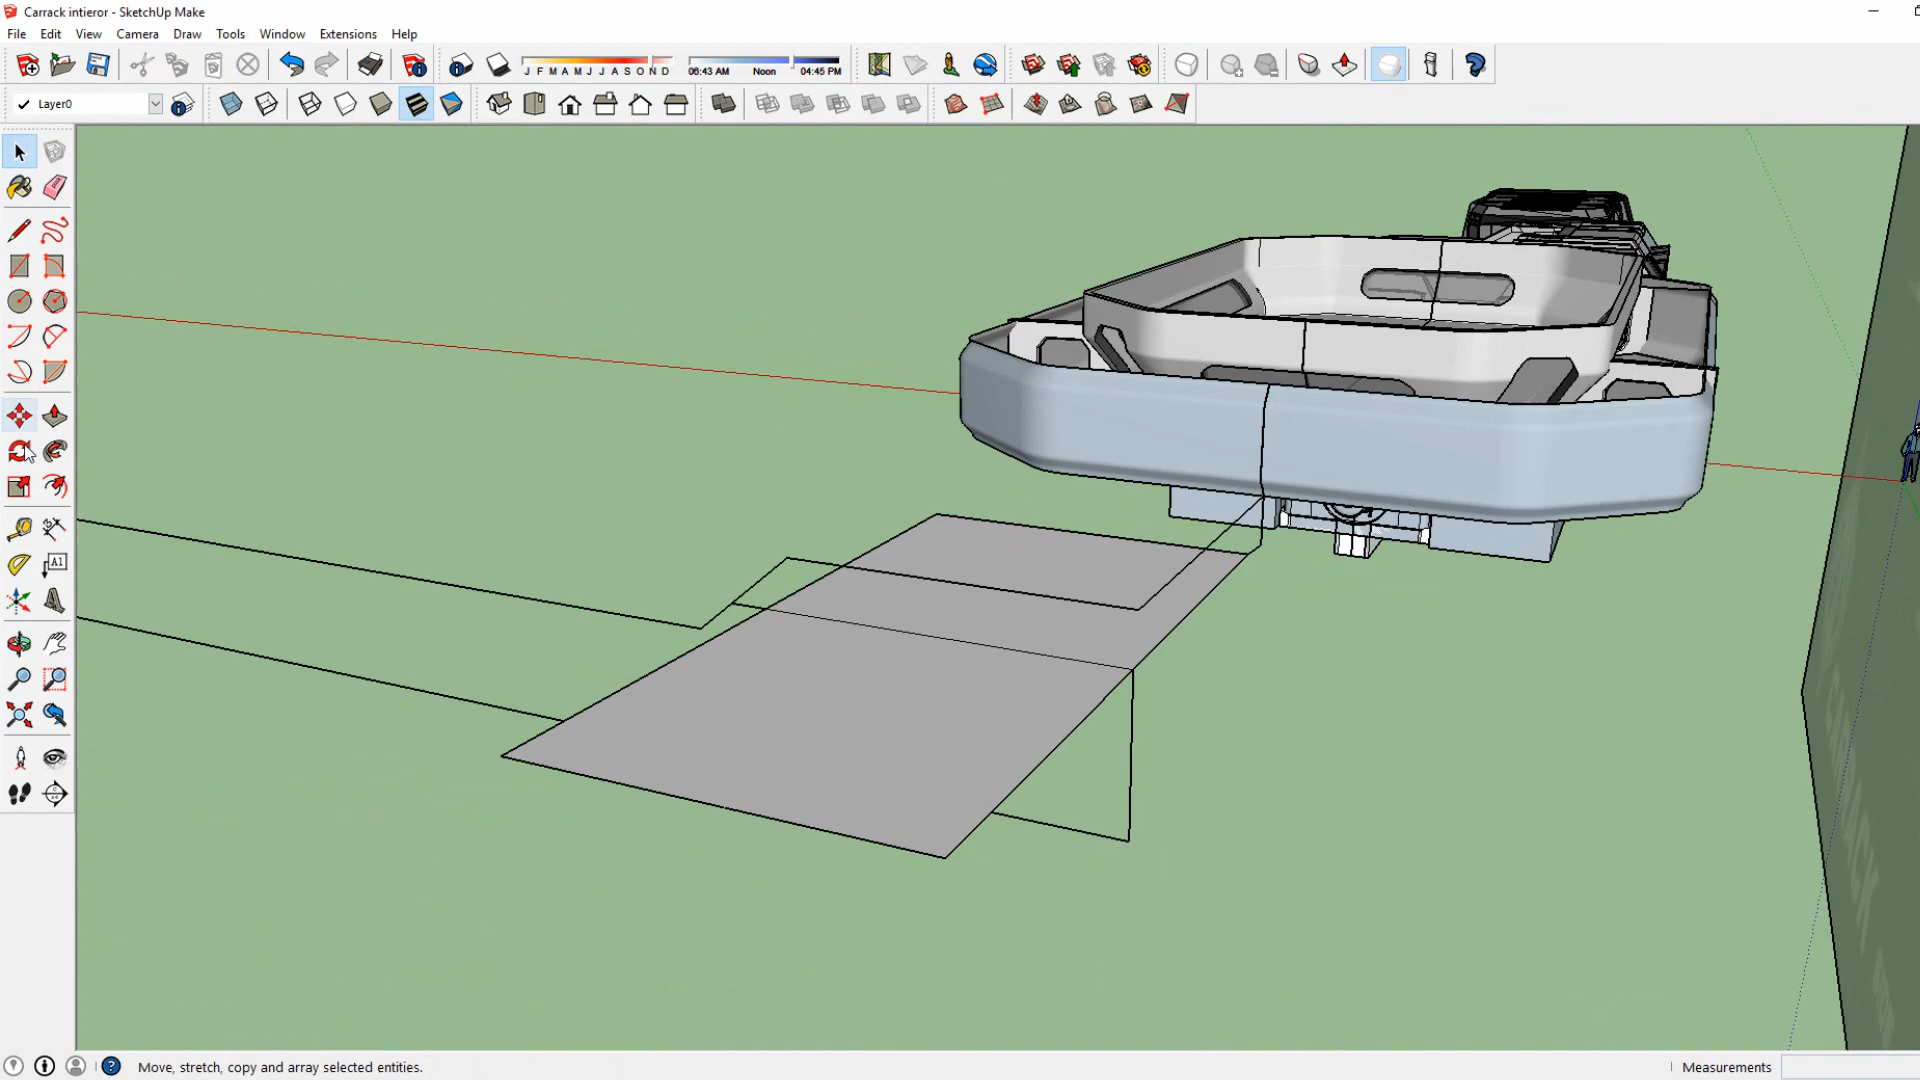 Carrack intieror - SketchUp Make
File Edit View Camera Draw Tools Window Extensions Help
J F M A M J J A S O N D
06:43 AM Noon 04:45 PM
Layer0
A1
Move, stretch, copy and array selected entities.
Measurements